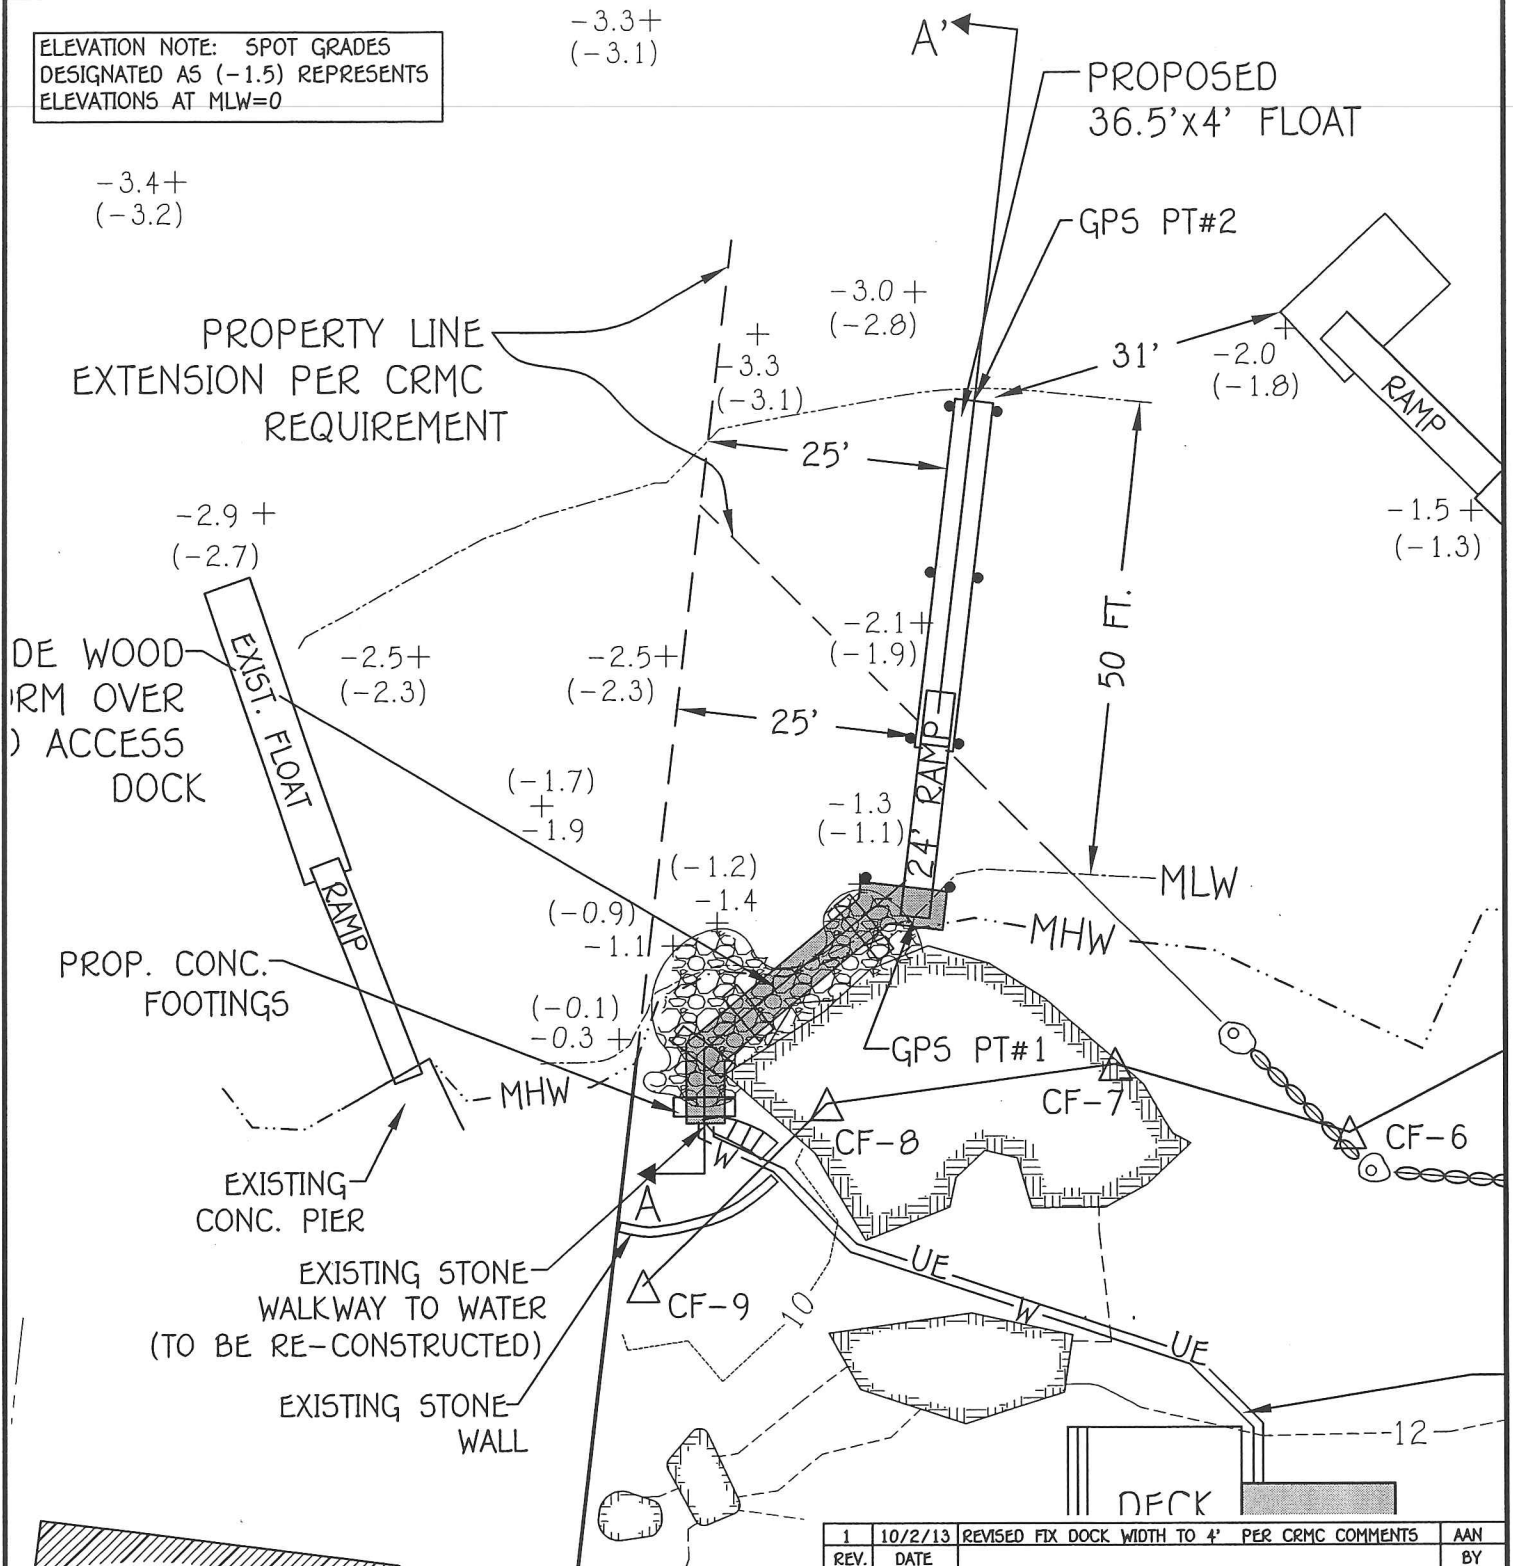 ELEVATION NOTE: SPOT GRADES
DESIGNATED AS (-1.5) REPRESENTS
ELEVATIONS AT MLW=0
-3.3+
(-3.1)
A'
PROPOSED
36.5'x4' FLOAT
-3.4+
(-3.2)
GPS PT#2
-3.0 +
(-2.8)
PROPERTY LINE
EXTENSION PER CRMC
REQUIREMENT
+
-3.3
(-3.1)
31'
+
-2.0
(-1.8)
RAMP
25'
-2.9 +
(-2.7)
-1.5 +
(-1.3)
50 FT.
DE WOOD
RM OVER
) ACCESS
DOCK
EXIST. FLOAT
-2.5+
(-2.3)
-2.5+
(-2.3)
-2.1+
(-1.9)
25'
24' RAMP
(-1.7)
+
-1.9
-1.3
(-1.1)
(-1.2)
-1.4
+
MLW
RAMP
(-0.9)
-1.1 +
MHW
PROP. CONC.
FOOTINGS
(-0.1)
-0.3 +
GPS PT#1
MHW
CF-7
CF-8
CF-6
W
EXISTING
CONC. PIER
A
EXISTING STONE
WALKWAY TO WATER
(TO BE RE-CONSTRUCTED)
UE
CF-9
10
W
UE
EXISTING STONE
WALL
12
DECK
1 10/2/13 REVISED FIX DOCK WIDTH TO 4' PER CRMC COMMENTS AAN
REV. DATE BY